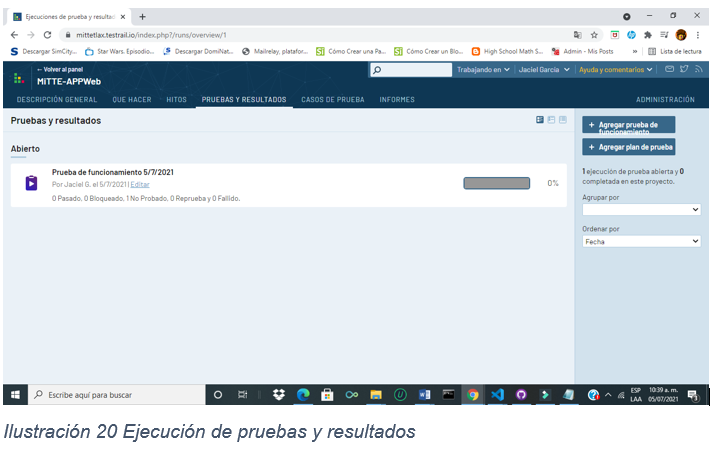 Ejecuciones de prueba y resultad
mittetlax.testrail.io/index.php?/runs/overview/1
Descargar SimCity... Star Wars. Episodio... Descargar DomiNat... Mailrelay, platafor... Cómo Crear una Pa... Cómo Crear un Blo... High School Math S... Admin - Mis Posts » Lista de lectura
← Volver al panel
MiTTE-APPWeb
Trabajando en Jaciel Garcia Ayuda y comentarios
DESCRIPCIÓN GENERAL QUE HACER HITOS PRUEBAS Y RESULTADOS CASOS DE PRUEBA INFORMES ADMINISTRACIÓN
Pruebas y resultados
Abierto
Prueba de funcionamiento 5/7/2021
Por Jaciel G. el 5/7/2021 | Editar
0 Pasado, 0 Bloqueado, 1 No Probado, 0 Reprueba y 0 Fallido.
0%
+ Agregar prueba de
funcionamiento
+ Agregar plan de prueba
1 ejecución de prueba abierta y 0
completada en este proyecto.
Agrupar por
Ordenar por
Fecha
Escribe aquí para buscar
ESP 10:39 a. m.
LAA 05/07/2021
Ilustración 20 Ejecución de pruebas y resultados